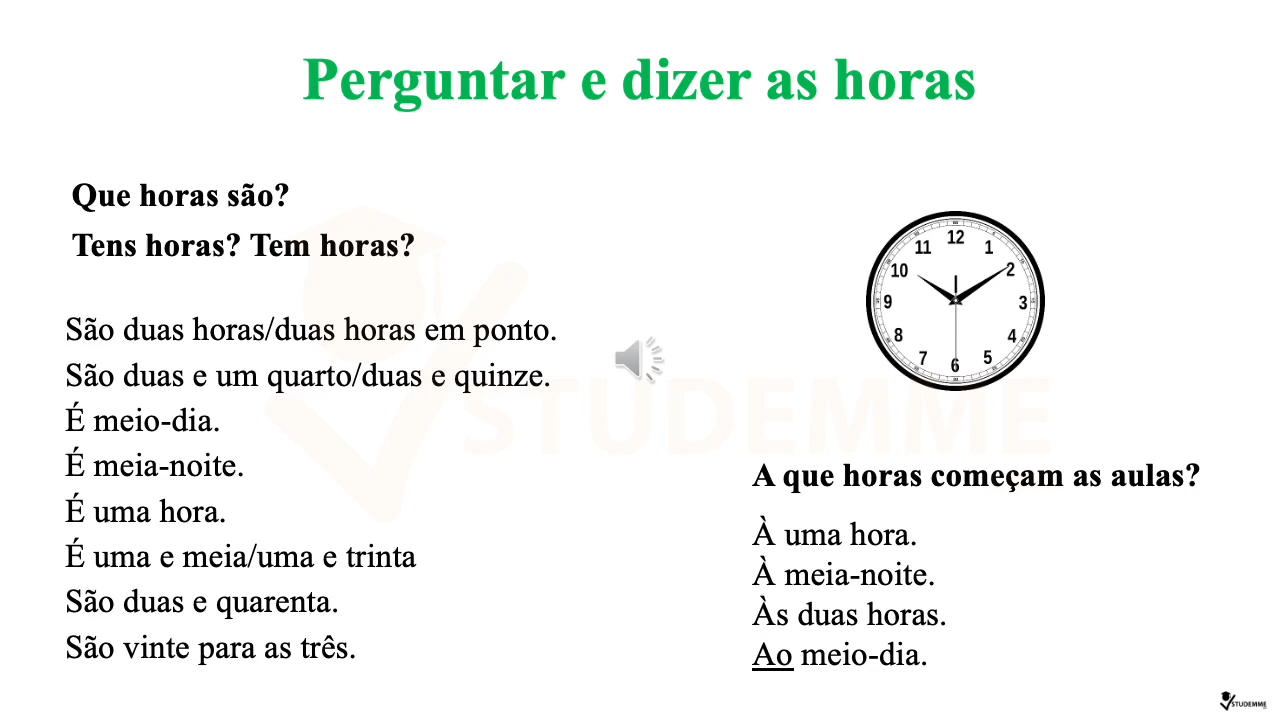 Perguntar e dizer as horas
Que horas são?
Tens horas? Tem horas?
São duas horas/duas horas em ponto.
São duas e um quarto/duas e quinze.
É meio-dia.
É meia-noite.
É uma hora.
É uma e meia/uma e trinta
São duas e quarenta.
São vinte para as três.
12
1
2
3
4
5
6
7
8
9
10
11
STUDEMME
A que horas começam as aulas?
À uma hora.
À meia-noite.
Às duas horas.
Ao meio-dia.
STUDEMME